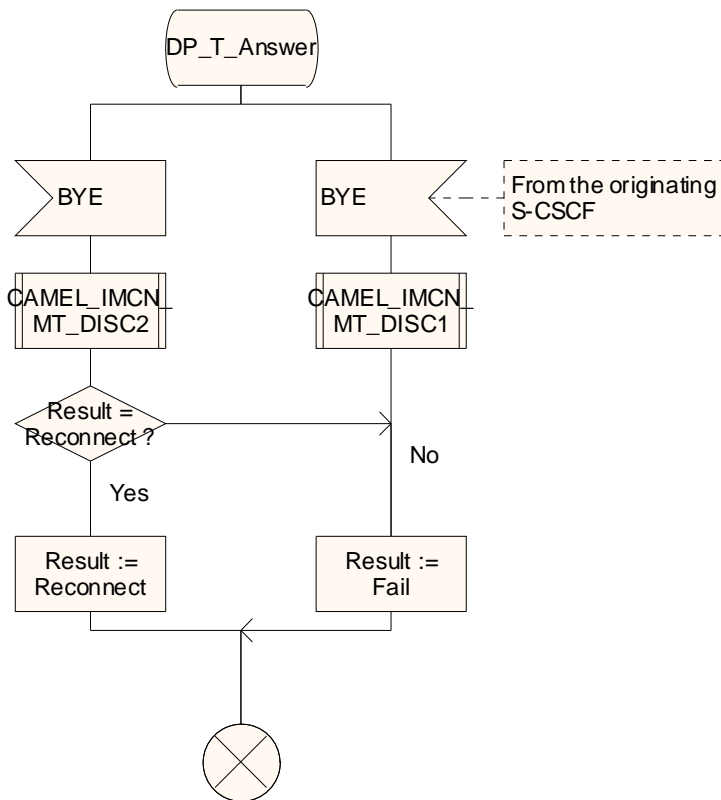 DP_T_Answer
BYE
BYE
From the originating
S-CSCF
CAMEL_IMCN_
MT_DISC2
CAMEL_IMCN_
MT_DISC1
Result =
Reconnect ?
No
Yes
Result :=
Reconnect
Result :=
Fail